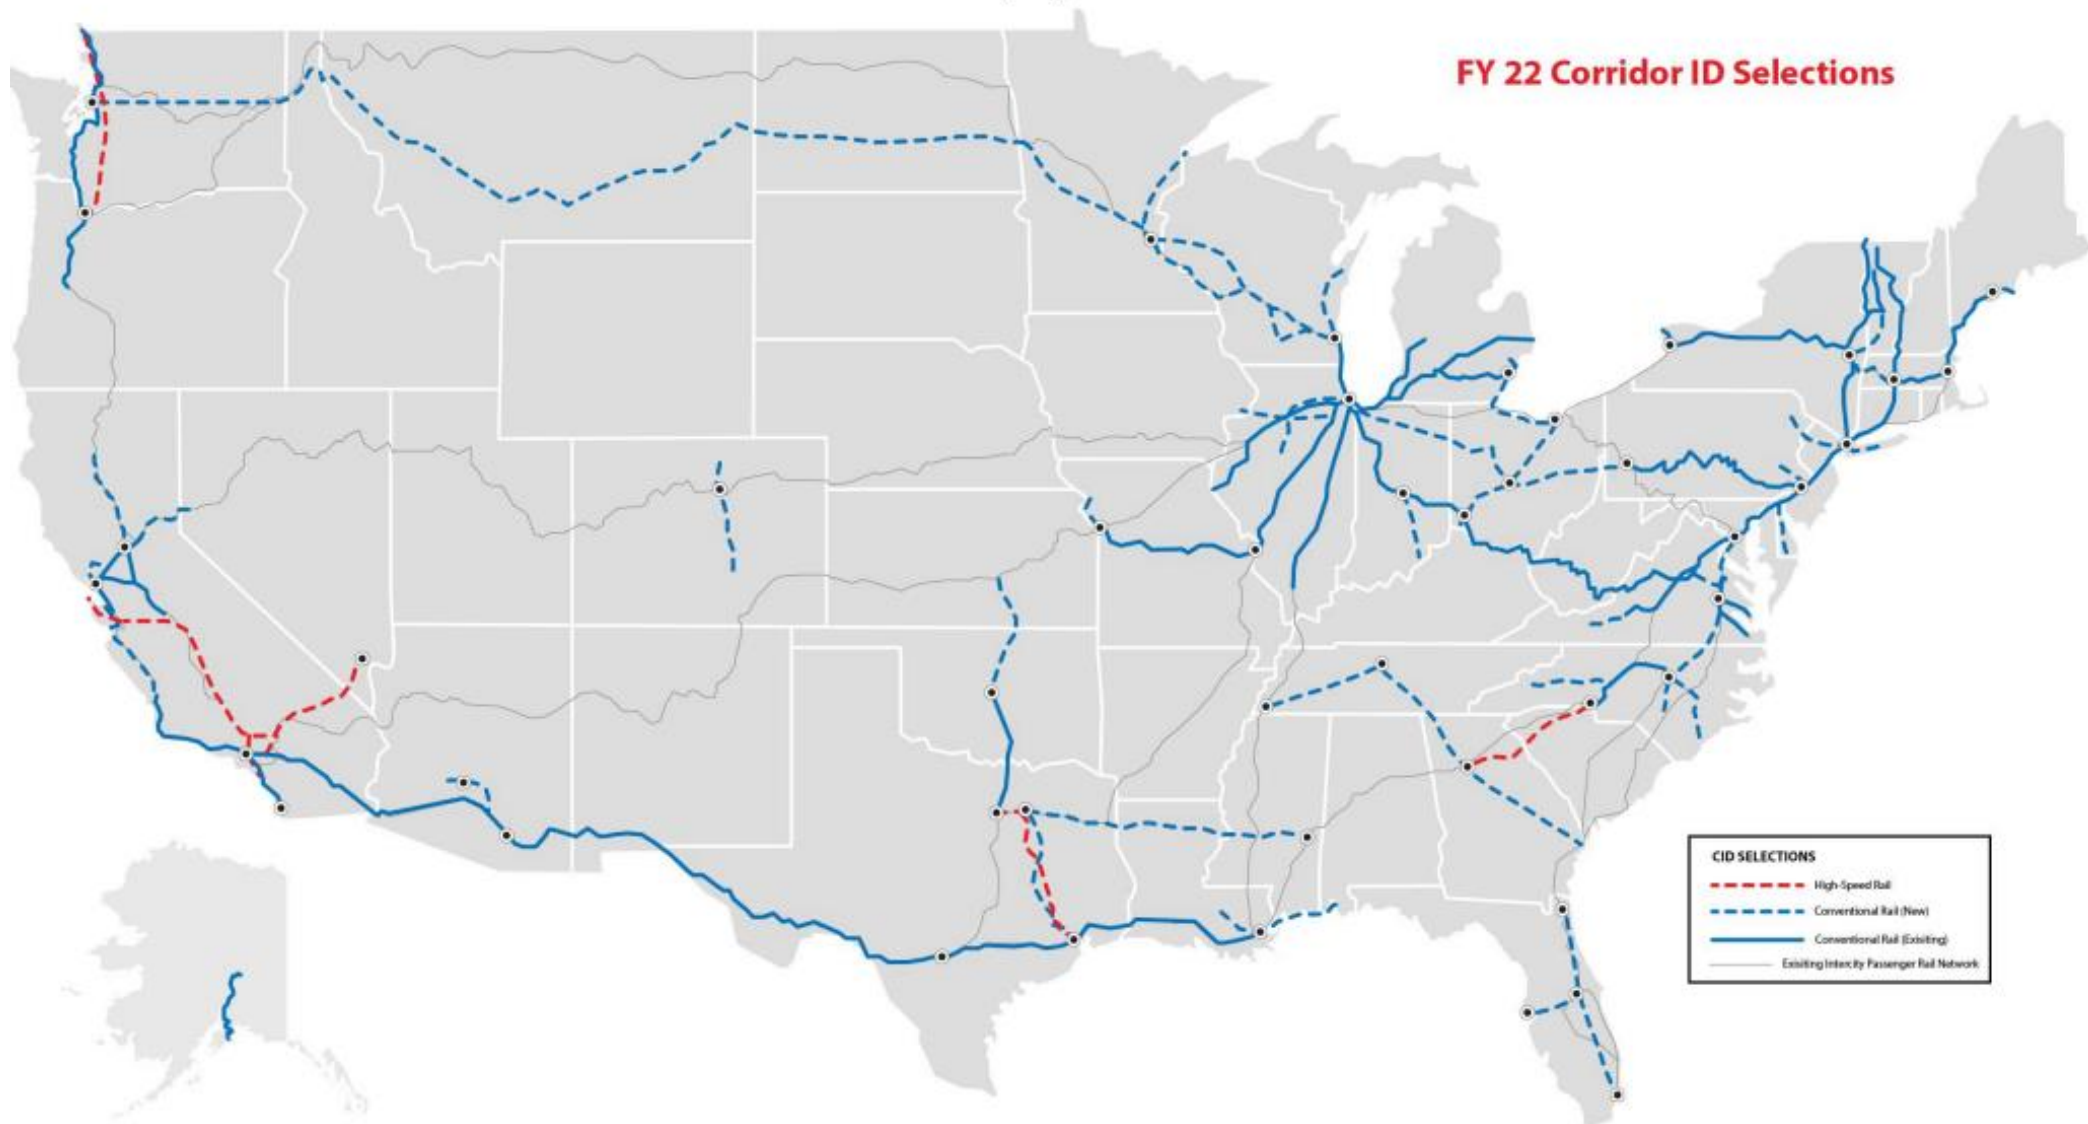 FY 22 Corridor ID Selections
CID SELECTIONS
High-Speed Rail
Conventional Rail (New)
Conventional Rail (Exisiting)
Exisiting Intercity Passenger Rail Network